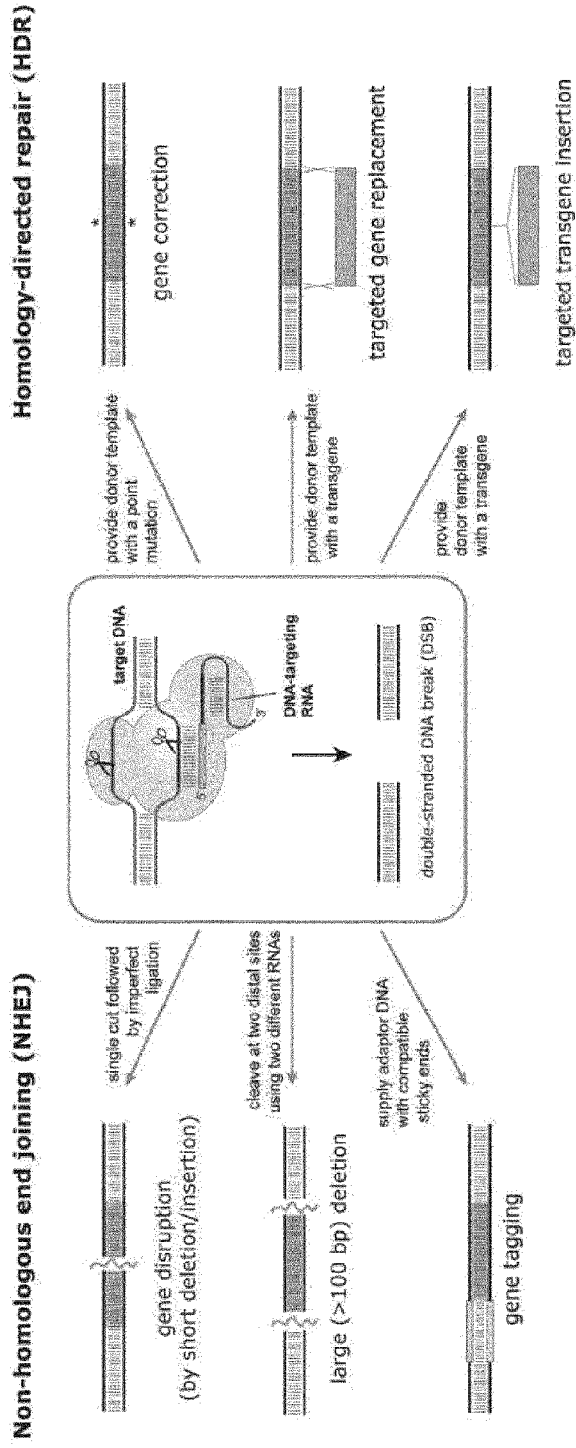 Non-homologous end joining (NHEJ)
Homology-directed repair (HDR)
single cut followed
by imperfect
ligation
gene disruption
(by short deletion/insertion)
cleave at two distal sites
using two different RNAs
large (>100 bp) deletion
supply adaptor DNA
with compatible
sticky ends
gene tagging
target DNA
5'
3'
DNA-targeting
RNA
double-stranded DNA break (DSB)
provide donor template
with a point
mutation
*
*
gene correction
provide donor template
with a transgene
targeted gene replacement
provide
donor template
with a transgene
targeted transgene insertion